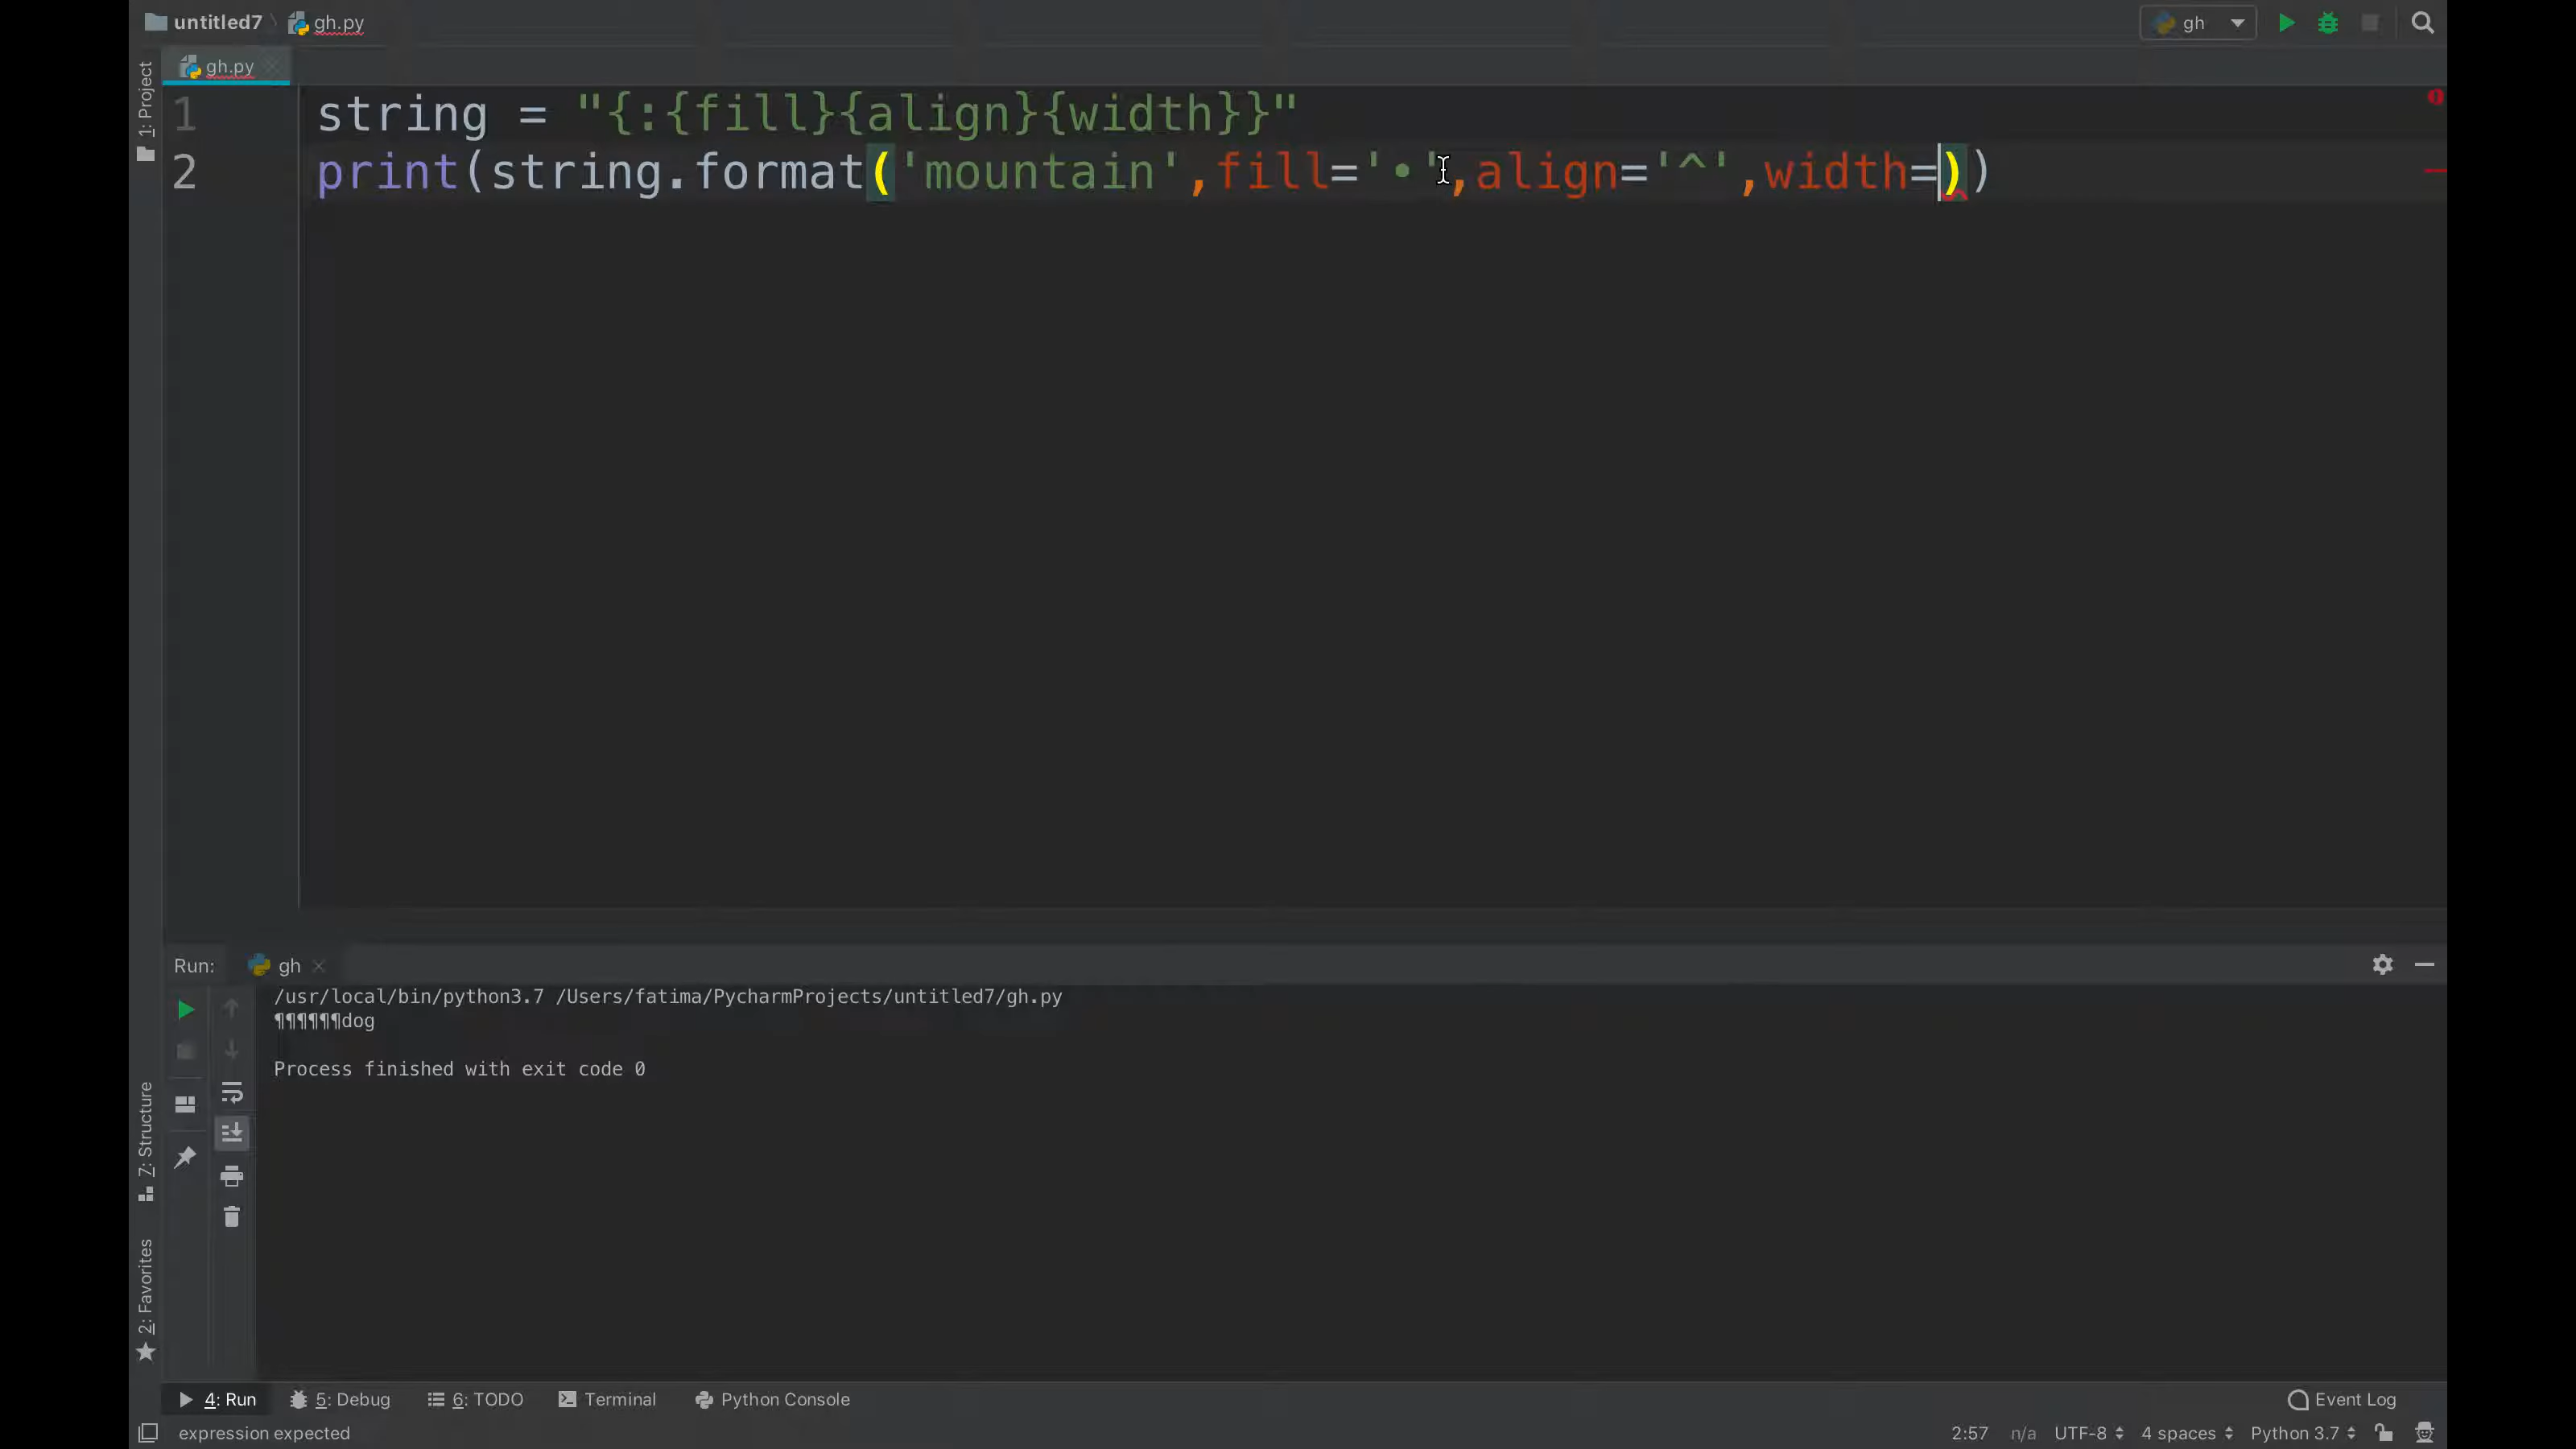 untitled7 gh.py
gh
gh.py
1: Project
1 string = "{:{fill}{align}{width}}"
2 print(string.format('mountain',fill='•',align='^',width=))
Run: gh
/usr/local/bin/python3.7 /Users/fatima/PycharmProjects/untitled7/gh.py
¶¶¶¶¶¶dog
Process finished with exit code 0
7: Structure
2: Favorites
4: Run 5: Debug 6: TODO Terminal Python Console Event Log
expression expected 2:57 n/a UTF-8 4 spaces Python 3.7